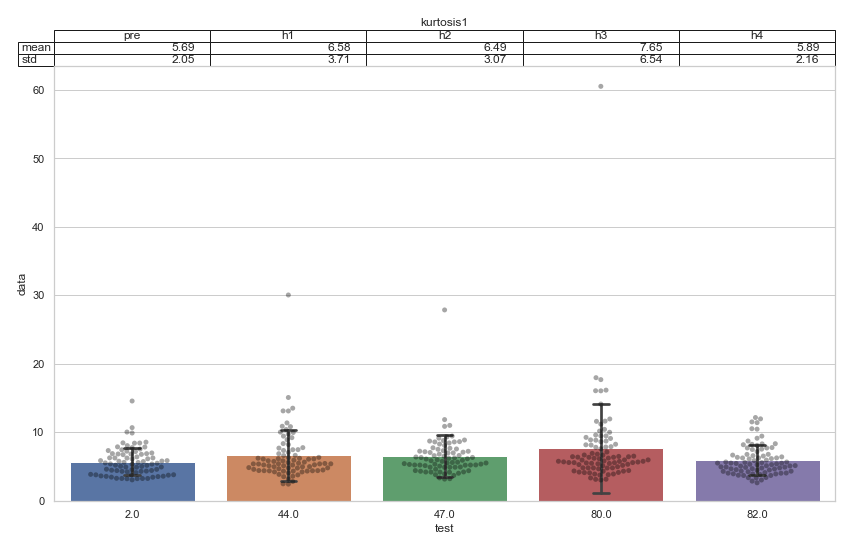 kurtosis1
pre h1 h2 h3 h4
mean 5.69 6.58 6.49 7.65 5.89
std 2.05 3.71 3.07 6.54 2.16
60
50
40
30
20
10
0
data
2.0 44.0 47.0 80.0 82.0
test